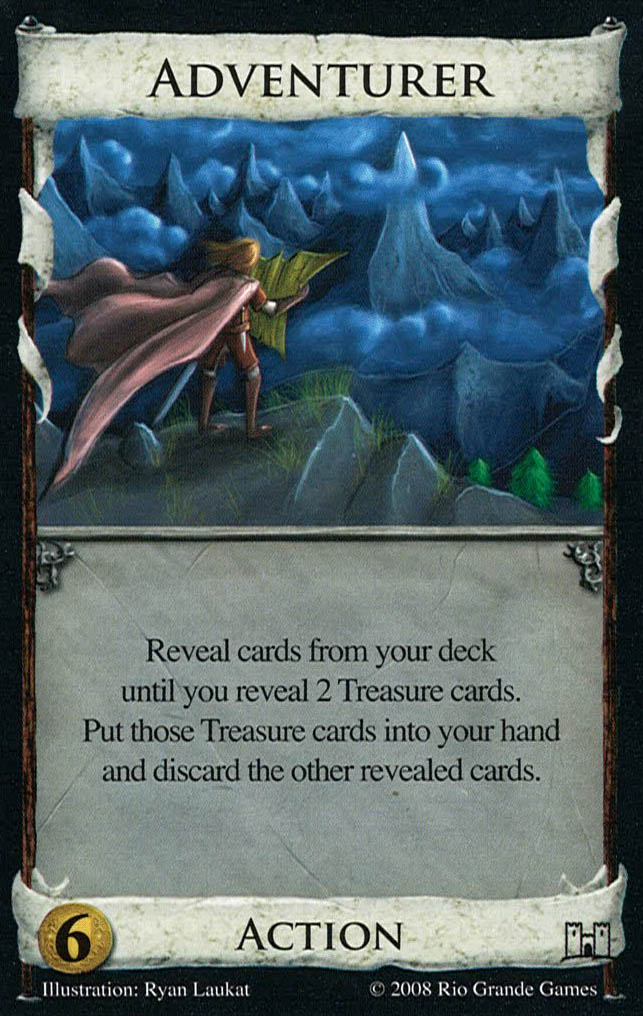 ADVENTURER
Reveal cards from your deck
until you reveal 2 Treasure cards.
Put those Treasure cards into your hand
and discard the other revealed cards.
6 ACTION
Illustration: Ryan Laukat © 2008 Rio Grande Games